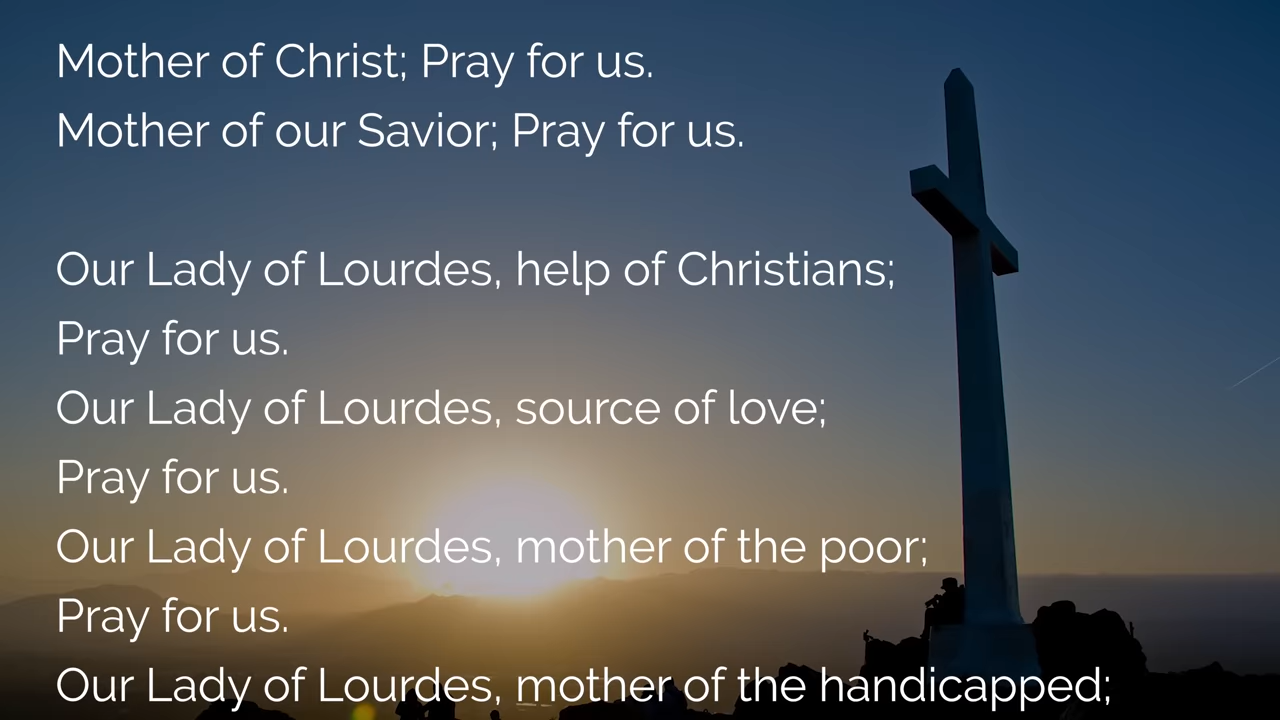 Mother of Christ; Pray for us.
Mother of our Savior; Pray for us.
Our Lady of Lourdes, help of Christians;
Pray for us.
Our Lady of Lourdes, source of love;
Pray for us.
Our Lady of Lourdes, mother of the poor;
Pray for us.
Our Lady of Lourdes, mother of the handicapped;